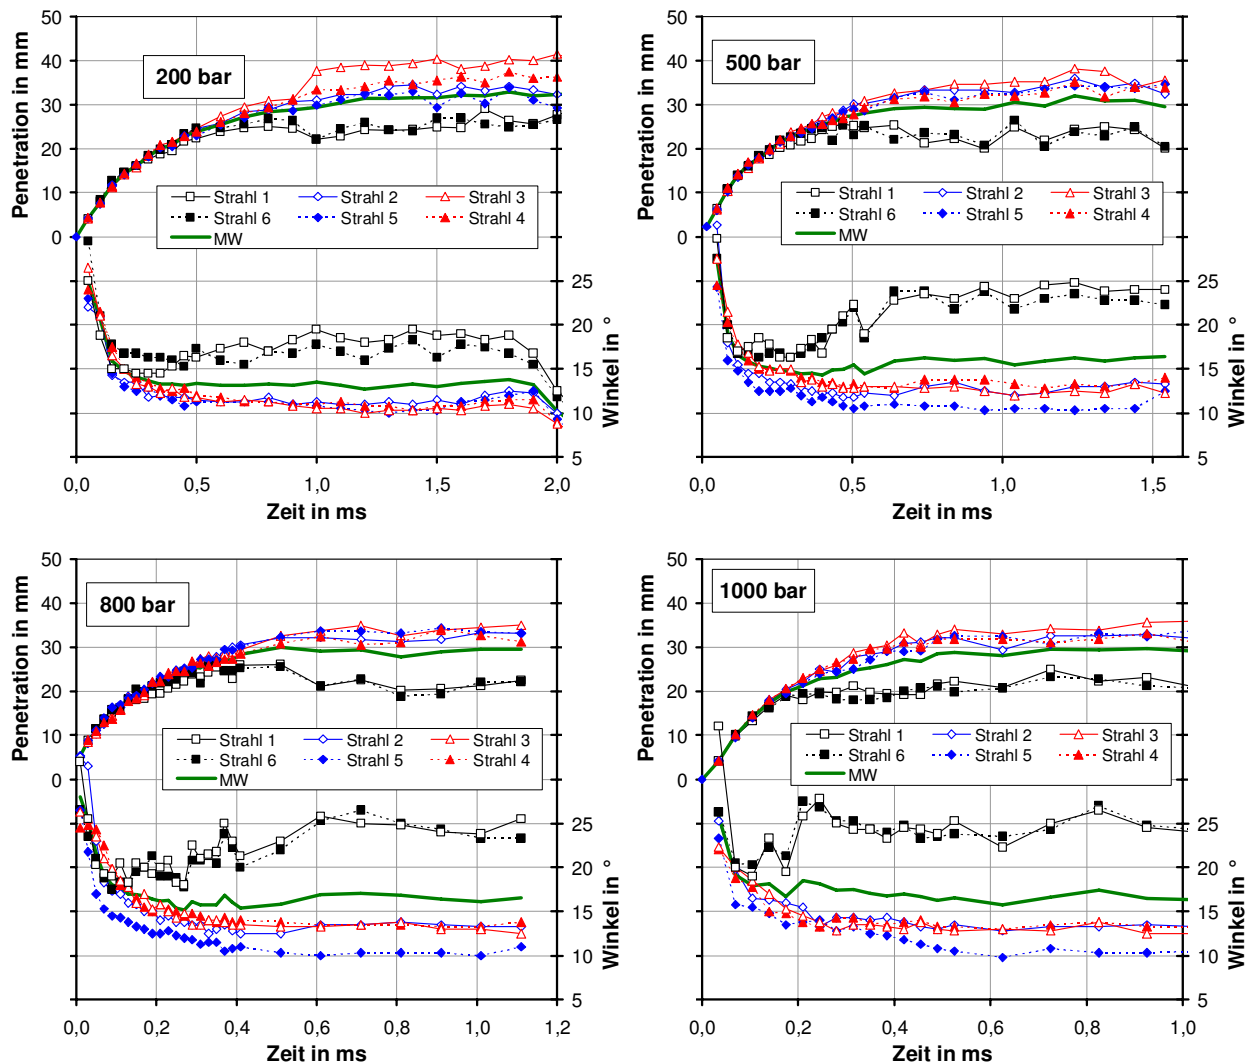 200 bar
Penetration in mm
50
40
30
20
10
0
Strahl 1 Strahl 2 Strahl 3
Strahl 6 Strahl 5 Strahl 4
MW
25
20
15
10
5
Winkel in °
0,0 0,5 1,0 1,5 2,0
Zeit in ms
500 bar
Penetration in mm
50
40
30
20
10
0
Strahl 1 Strahl 2 Strahl 3
Strahl 6 Strahl 5 Strahl 4
MW
25
20
15
10
5
Winkel in °
0,0 0,5 1,0 1,5
Zeit in ms
800 bar
Penetration in mm
50
40
30
20
10
0
Strahl 1 Strahl 2 Strahl 3
Strahl 6 Strahl 5 Strahl 4
MW
25
20
15
10
5
Winkel in °
0,0 0,2 0,4 0,6 0,8 1,0 1,2
Zeit in ms
1000 bar
Penetration in mm
50
40
30
20
10
0
Strahl 1 Strahl 2 Strahl 3
Strahl 6 Strahl 5 Strahl 4
MW
25
20
15
10
5
Winkel in °
0,0 0,2 0,4 0,6 0,8 1,0
Zeit in ms